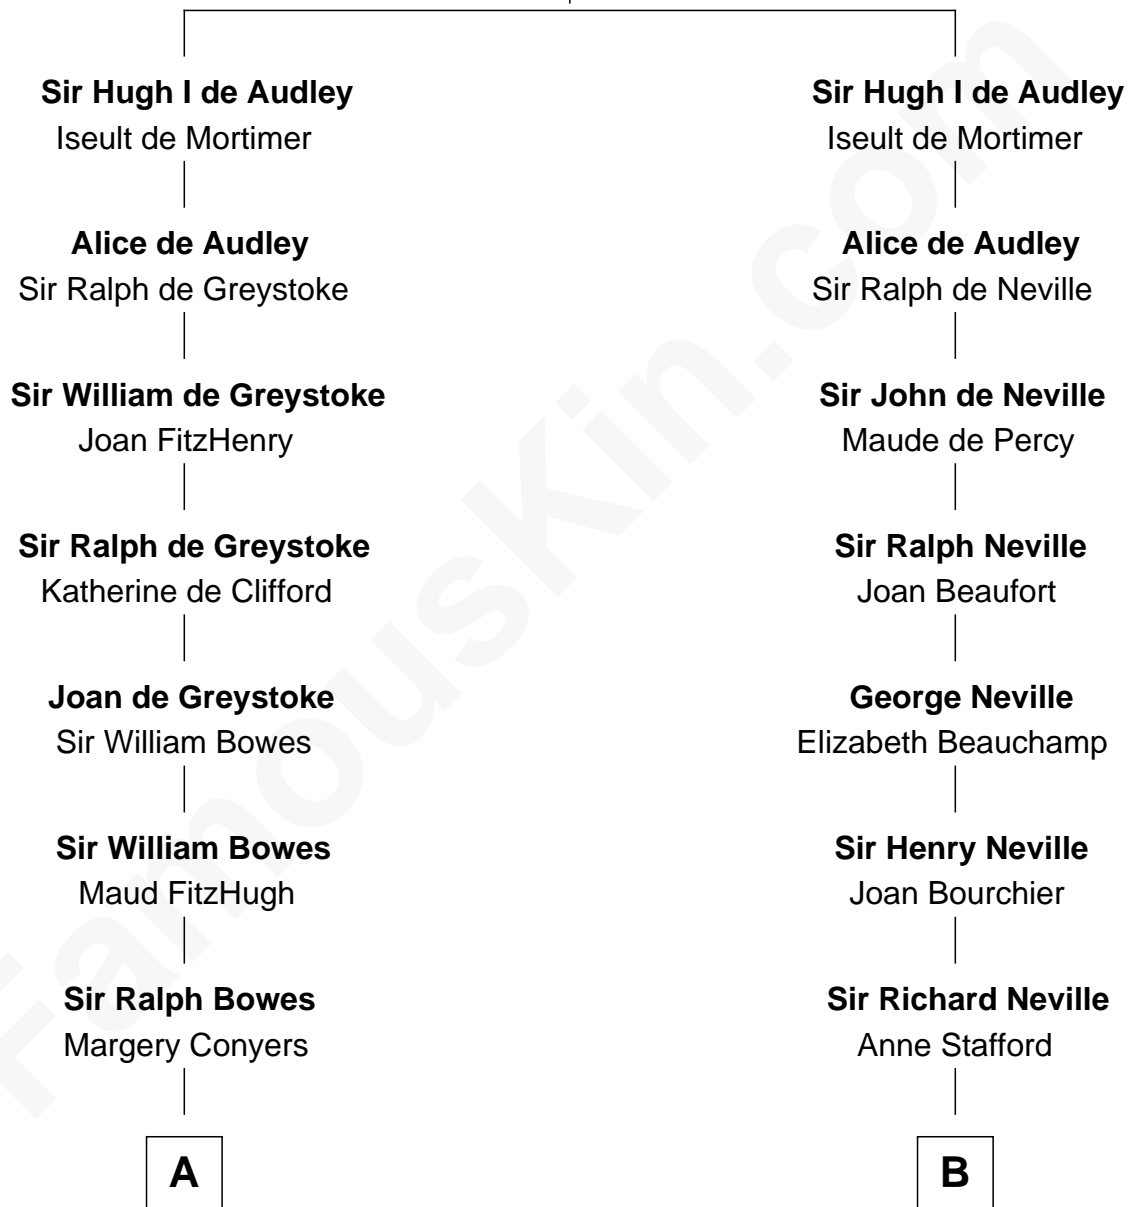 Sir Hugh I de Audley
Iseult de Mortimer
Alice de Audley
Sir Ralph de Greystoke
Sir William de Greystoke
Joan FitzHenry
Sir Ralph de Greystoke
Katherine de Clifford
Joan de Greystoke
Sir William Bowes
Sir William Bowes
Maud FitzHugh
Sir Ralph Bowes
Margery Conyers
A
Sir Hugh I de Audley
Iseult de Mortimer
Alice de Audley
Sir Ralph de Neville
Sir John de Neville
Maude de Percy
Sir Ralph Neville
Joan Beaufort
George Neville
Elizabeth Beauchamp
Sir Henry Neville
Joan Bourchier
Sir Richard Neville
Anne Stafford
B
FamousKin.com